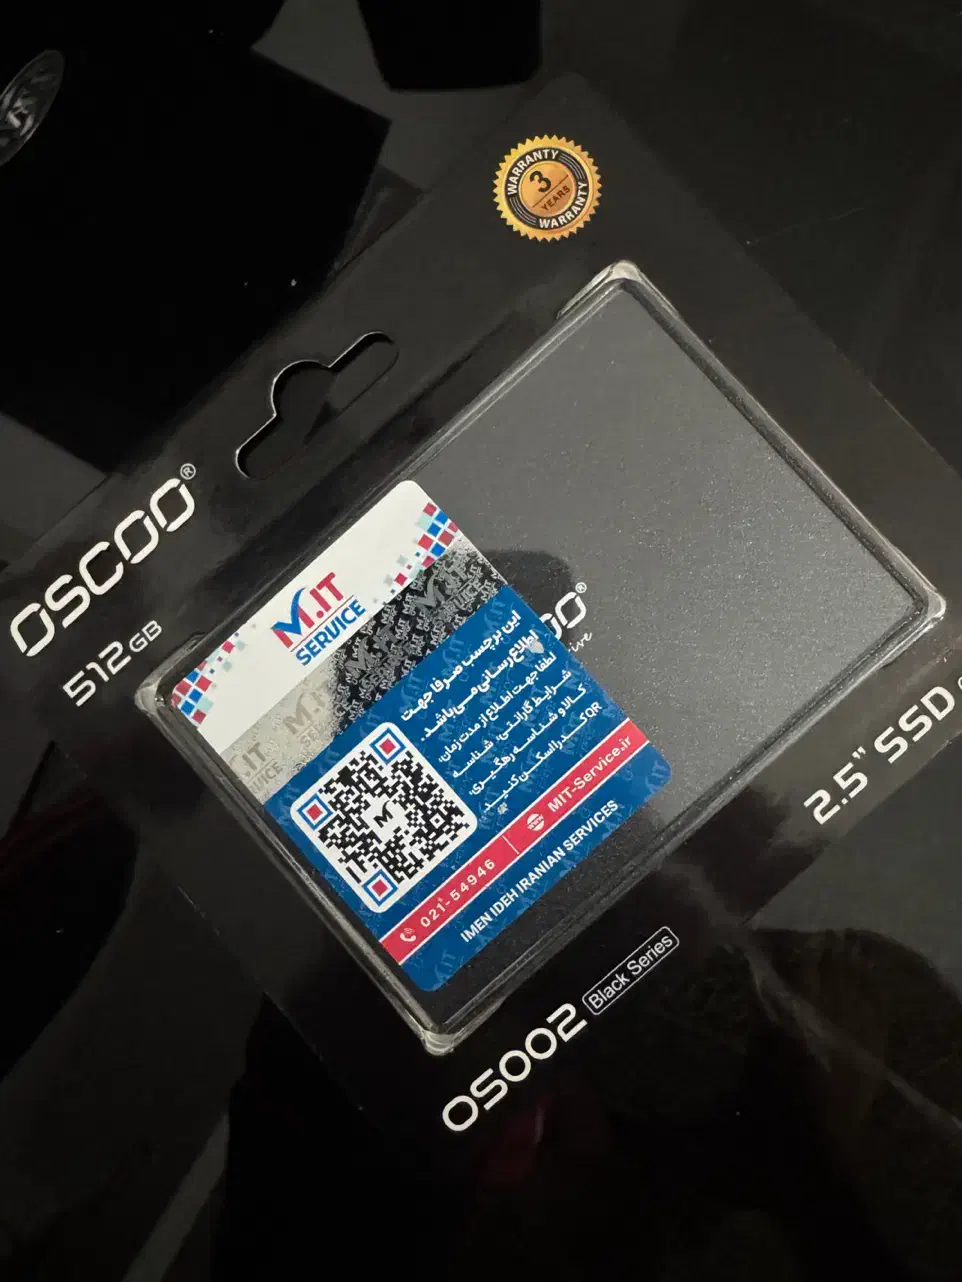 WARRANTY
3
YEARS
WARRANTY
OSCOO®
512GB
M.IT
SERVICE
این برچسب صرفا جهت
اطلاع رسانی می‌باشد.
لطفا جهت اطلاع از مدت زمان،
شرایط گارانتی، شناسه
کالا و شناسه رهگیری،
کد QR را اسکن کنید.
021-54946
MIT-Service.ir
IMEN IDEH IRANIAN SERVICES
2.5” SSD
OSOO2 Black Series